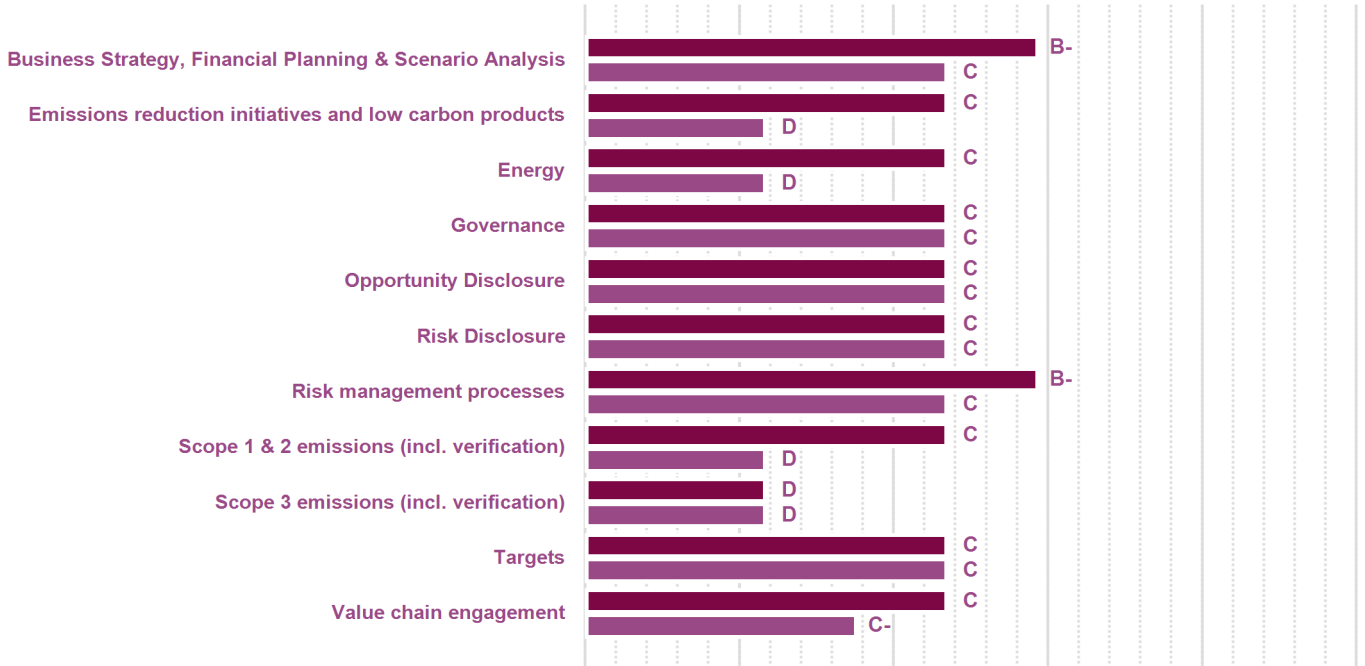 B-
Business Strategy, Financial Planning & Scenario Analysis
C
C
Emissions reduction initiatives and low carbon products
D
C
Energy
D
C
Governance
C
C
Opportunity Disclosure
C
C
Risk Disclosure
C
B-
Risk management processes
C
C
Scope 1 & 2 emissions (incl. verification)
D
D
Scope 3 emissions (incl. verification)
D
C
Targets
C
C
Value chain engagement
C-